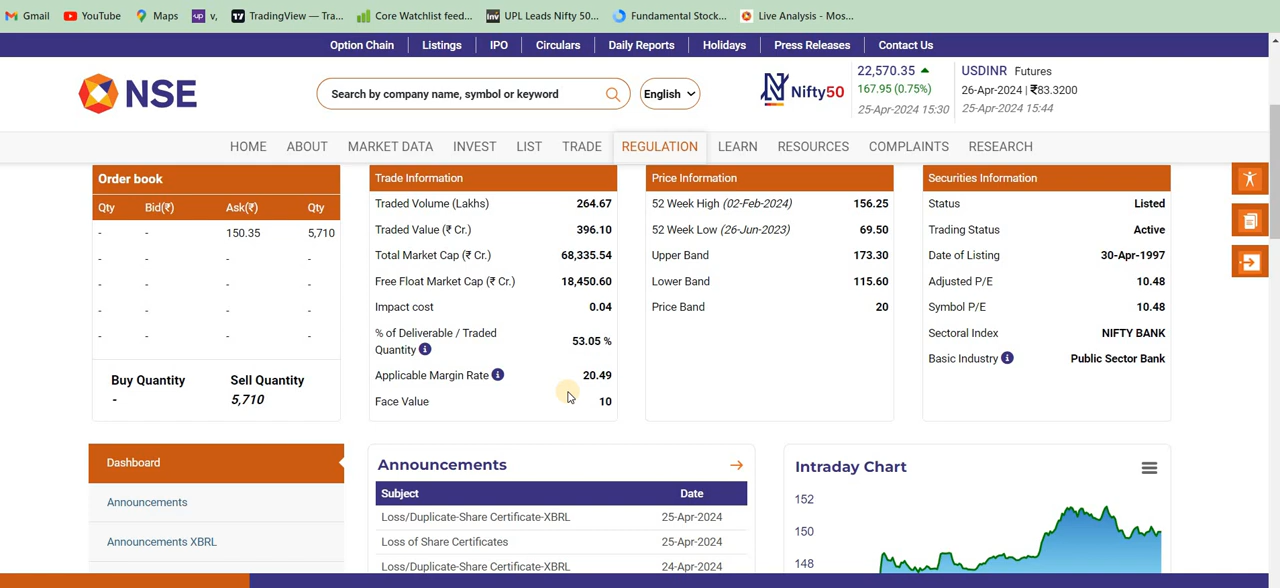 Gmail YouTube Maps v, TradingView — Tra... Core Watchlist feed... UPL Leads Nifty 50... Fundamental Stock... Live Analysis - Mos...
Option Chain Listings IPO Circulars Daily Reports Holidays Press Releases Contact Us
NSE Search by company name, symbol or keyword English Nifty50
22,570.35
167.95 (0.75%)
25-Apr-2024 15:30
USDINR Futures
26-Apr-2024 | ₹83.3200
25-Apr-2024 15:44
HOME ABOUT MARKET DATA INVEST LIST TRADE REGULATION LEARN RESOURCES COMPLAINTS RESEARCH
Order book
Qty Bid(₹) Ask(₹) Qty
- - 150.35 5,710
- - - -
- - - -
- - - -
- - - -
Buy Quantity Sell Quantity
- 5,710
Trade Information
Traded Volume (Lakhs) 264.67
Traded Value (₹ Cr.) 396.10
Total Market Cap (₹ Cr.) 68,335.54
Free Float Market Cap (₹ Cr.) 18,450.60
Impact cost 0.04
% of Deliverable / Traded
Quantity 53.05 %
Applicable Margin Rate 20.49
Face Value 10
Price Information
52 Week High (02-Feb-2024) 156.25
52 Week Low (26-Jun-2023) 69.50
Upper Band 173.30
Lower Band 115.60
Price Band 20
Securities Information
Status Listed
Trading Status Active
Date of Listing 30-Apr-1997
Adjusted P/E 10.48
Symbol P/E 10.48
Sectoral Index NIFTY BANK
Basic Industry Public Sector Bank
Dashboard
Announcements
Announcements XBRL
Announcements
Subject Date
Loss/Duplicate-Share Certificate-XBRL 25-Apr-2024
Loss of Share Certificates 25-Apr-2024
Loss/Duplicate-Share Certificate-XBRL 24-Apr-2024
Intraday Chart
152
150
148